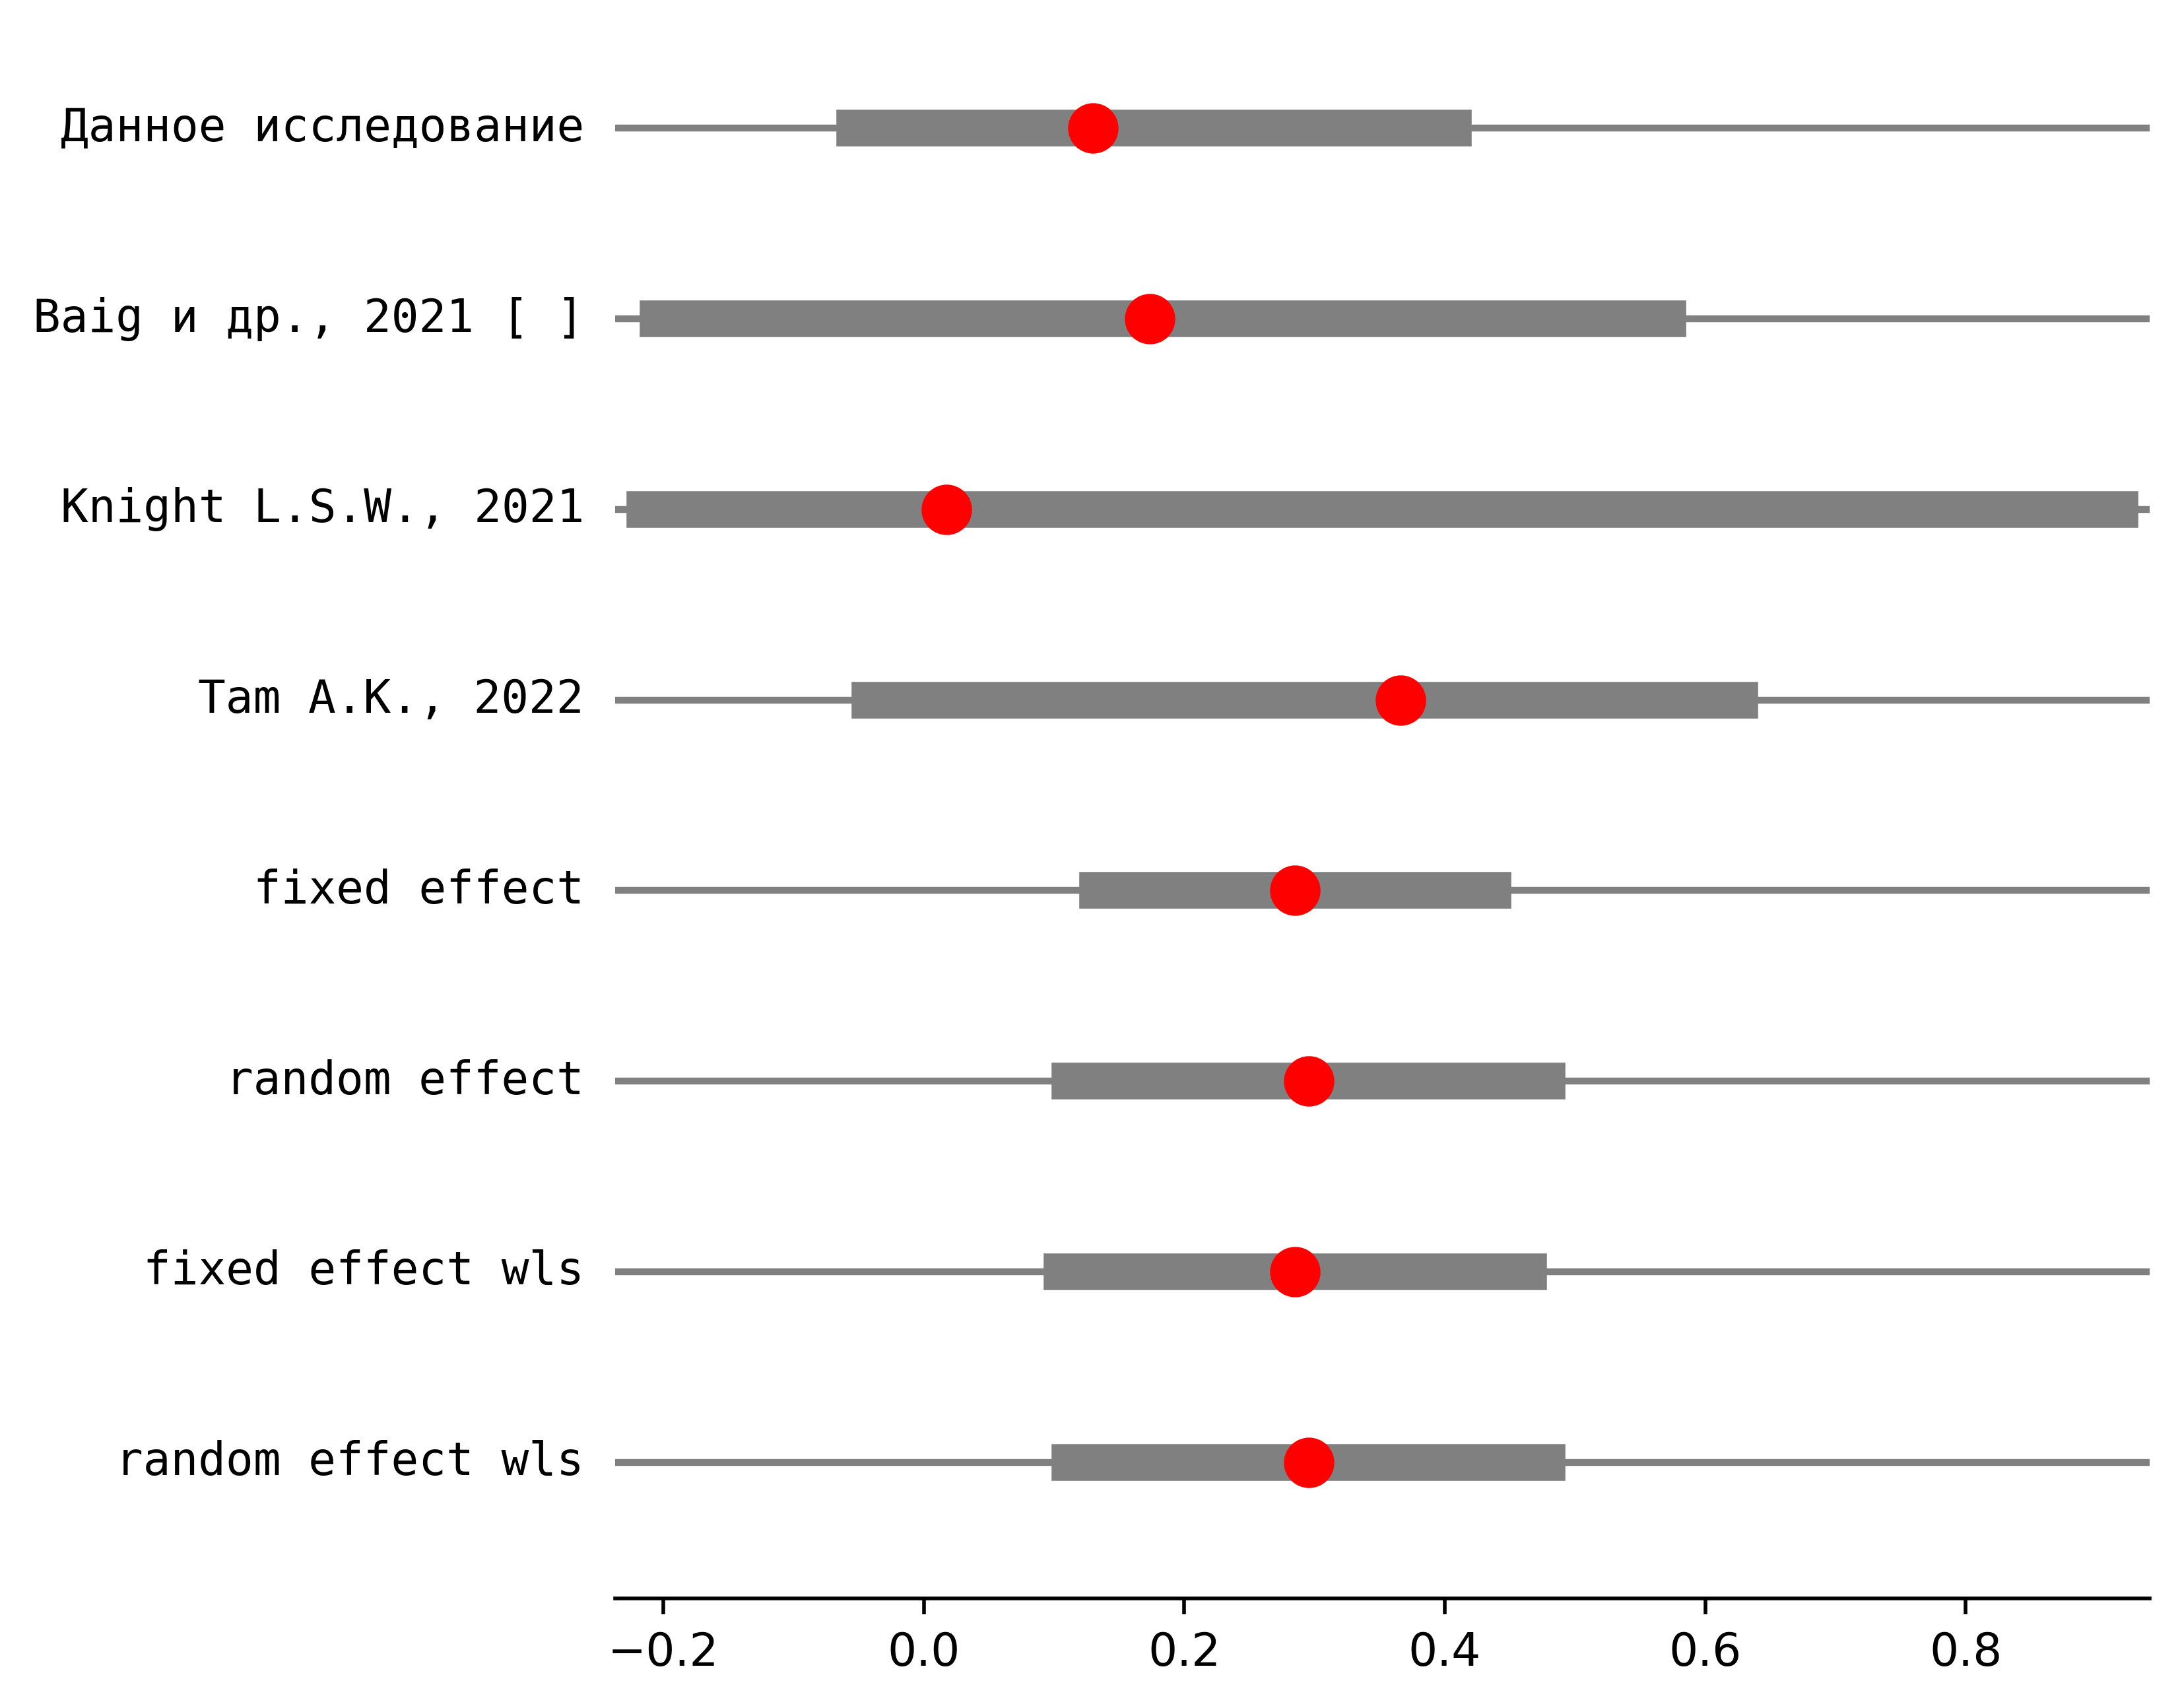 Данное исследование
Baig и др., 2021 [ ]
Knight L.S.W., 2021
Tam A.K., 2022
fixed effect
random effect
fixed effect wls
random effect wls
−0.2 0.0 0.2 0.4 0.6 0.8